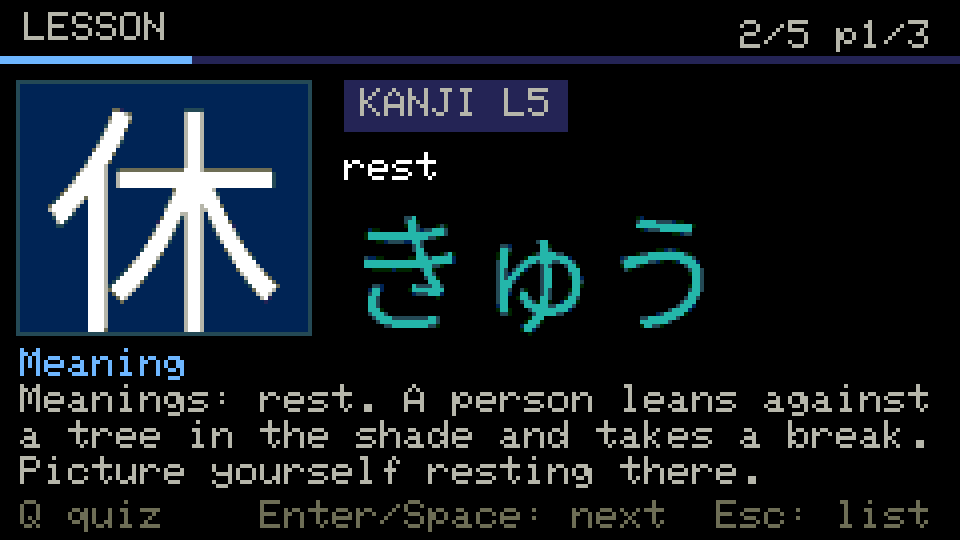 LESSON
2/5 p1/3
休
KANJI L5
rest
きゅう
Meaning
Meanings: rest. A person leans against
a tree in the shade and takes a break.
Picture yourself resting there.
Q quiz Enter/Space: next Esc: list